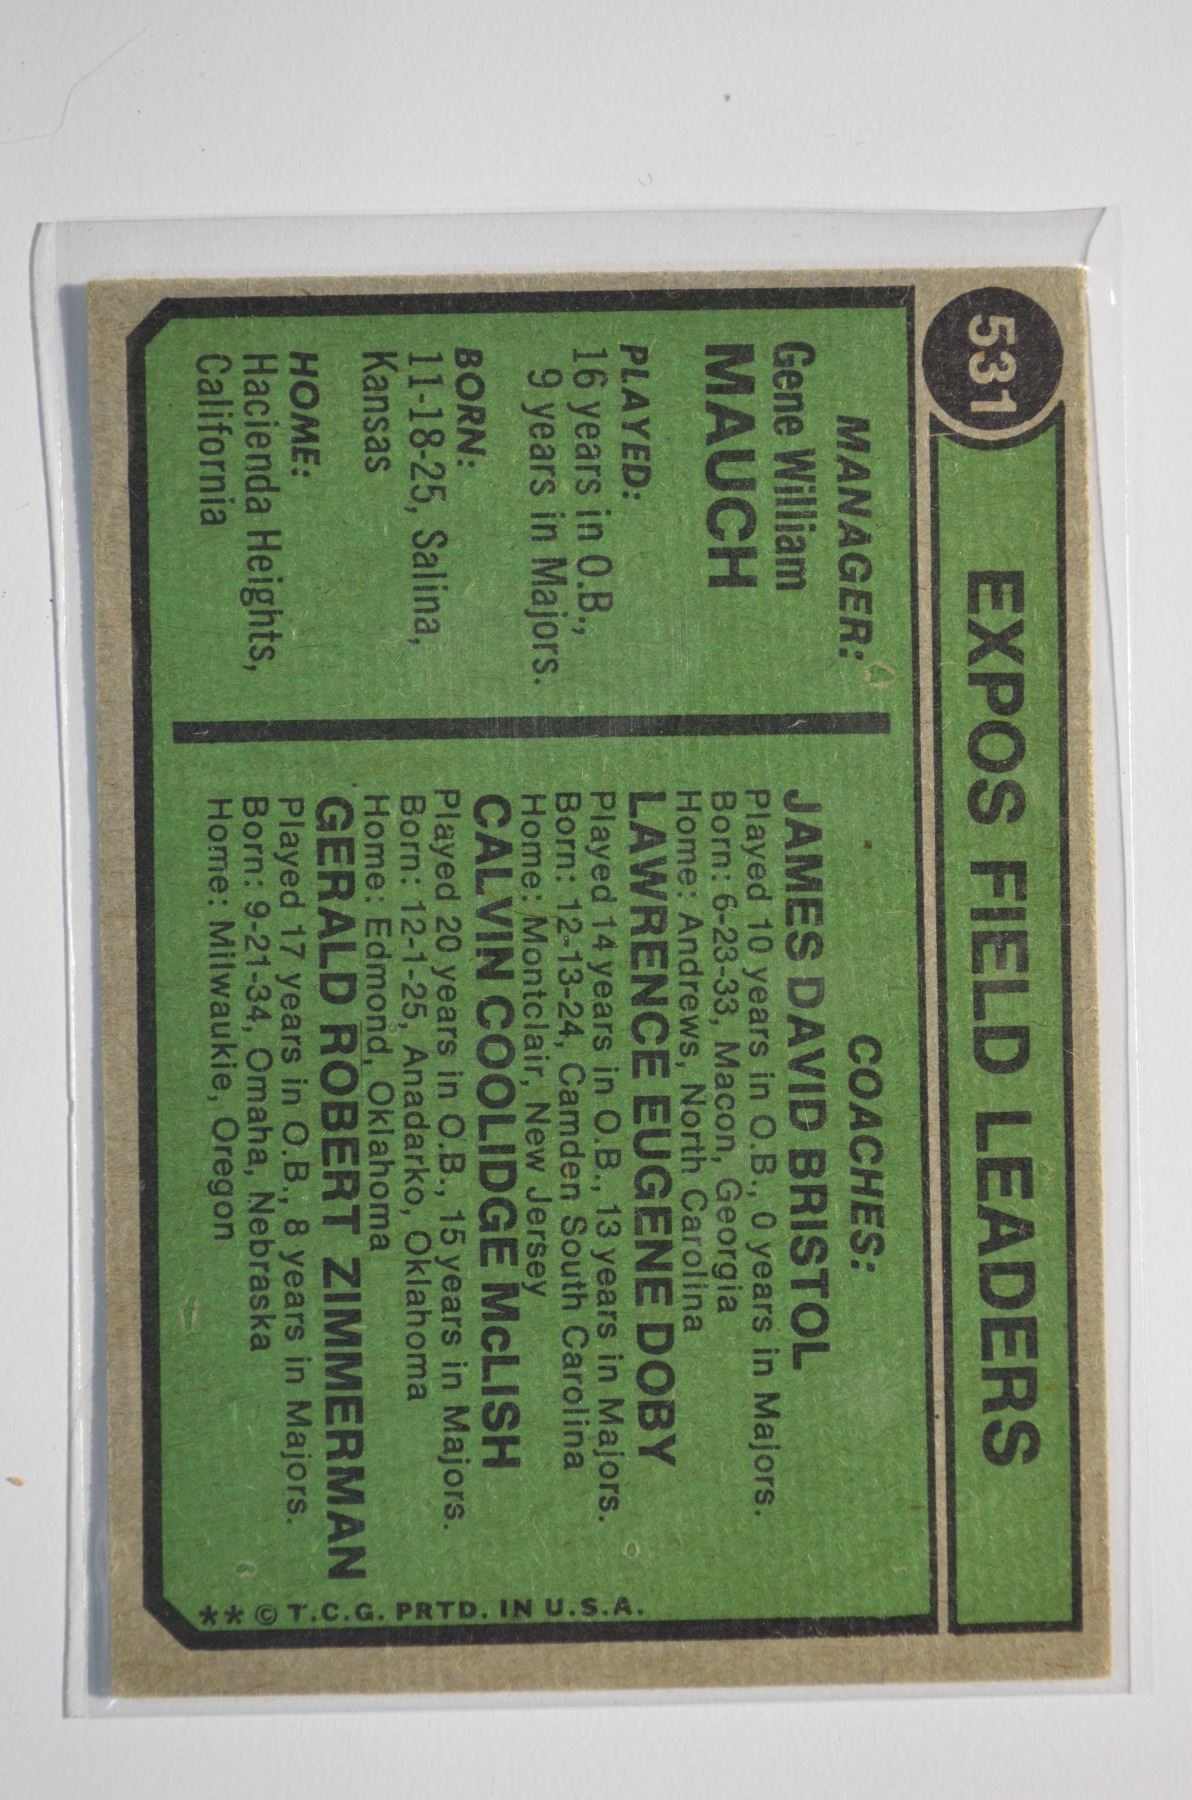 531
EXPOS FIELD LEADERS
MANAGER:
Gene William
MAUCH
PLAYED:
16 years in O.B.,
9 years in Majors.
BORN:
11-18-25, Salina,
Kansas
HOME:
Hacienda Heights,
California
COACHES:
JAMES DAVID BRISTOL
Played 10 years in O.B., 0 years in Majors.
Born: 6-23-33, Macon, Georgia
Home: Andrews, North Carolina
LAWRENCE EUGENE DOBY
Played 14 years in O.B., 13 years in Majors.
Born: 12-13-24, Camden South Carolina
Home: Montclair, New Jersey
CALVIN COOLIDGE McLISH
Played 20 years in O.B., 15 years in Majors.
Born: 12-1-25, Anadarko, Oklahoma
Home: Edmond, Oklahoma
GERALD ROBERT ZIMMERMAN
Played 17 years in O.B., 8 years in Majors.
Born: 9-21-34, Omaha, Nebraska
Home: Milwaukie, Oregon
** © T.C.G. PRTD. IN U.S.A.